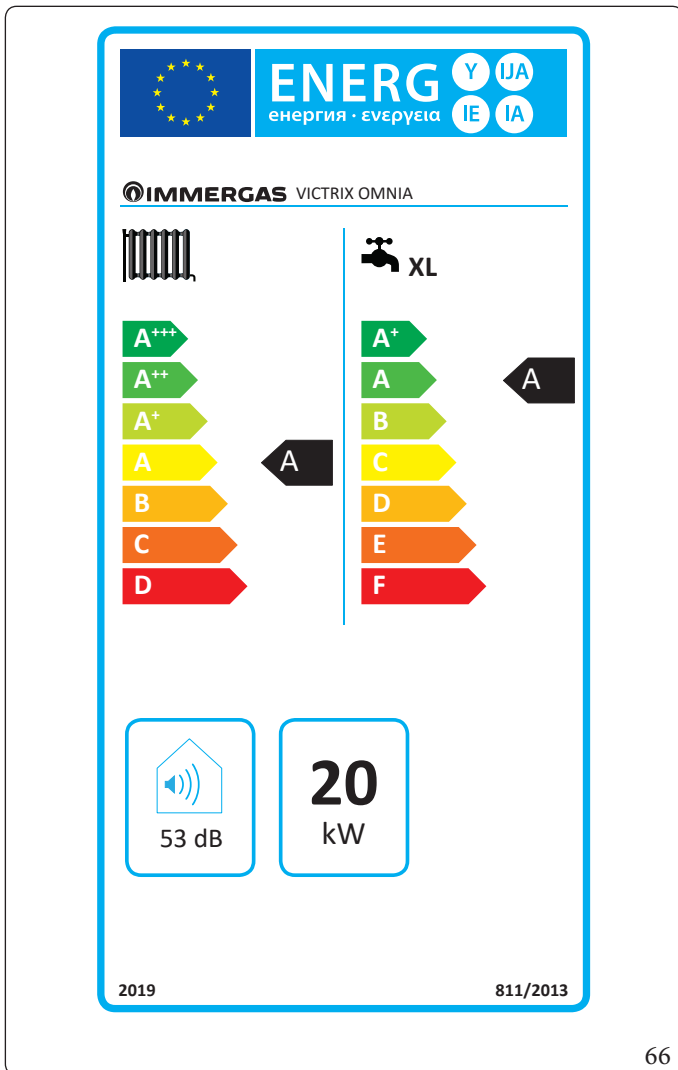 ENERG Y IJA
енергия · ενεργεια IE IA
IMMERGAS VICTRIX OMNIA
XL
A+++
A++
A+
A
B
C
D
A
A+
A
B
C
D
E
F
A
53 dB
20
kW
2019
811/2013
66